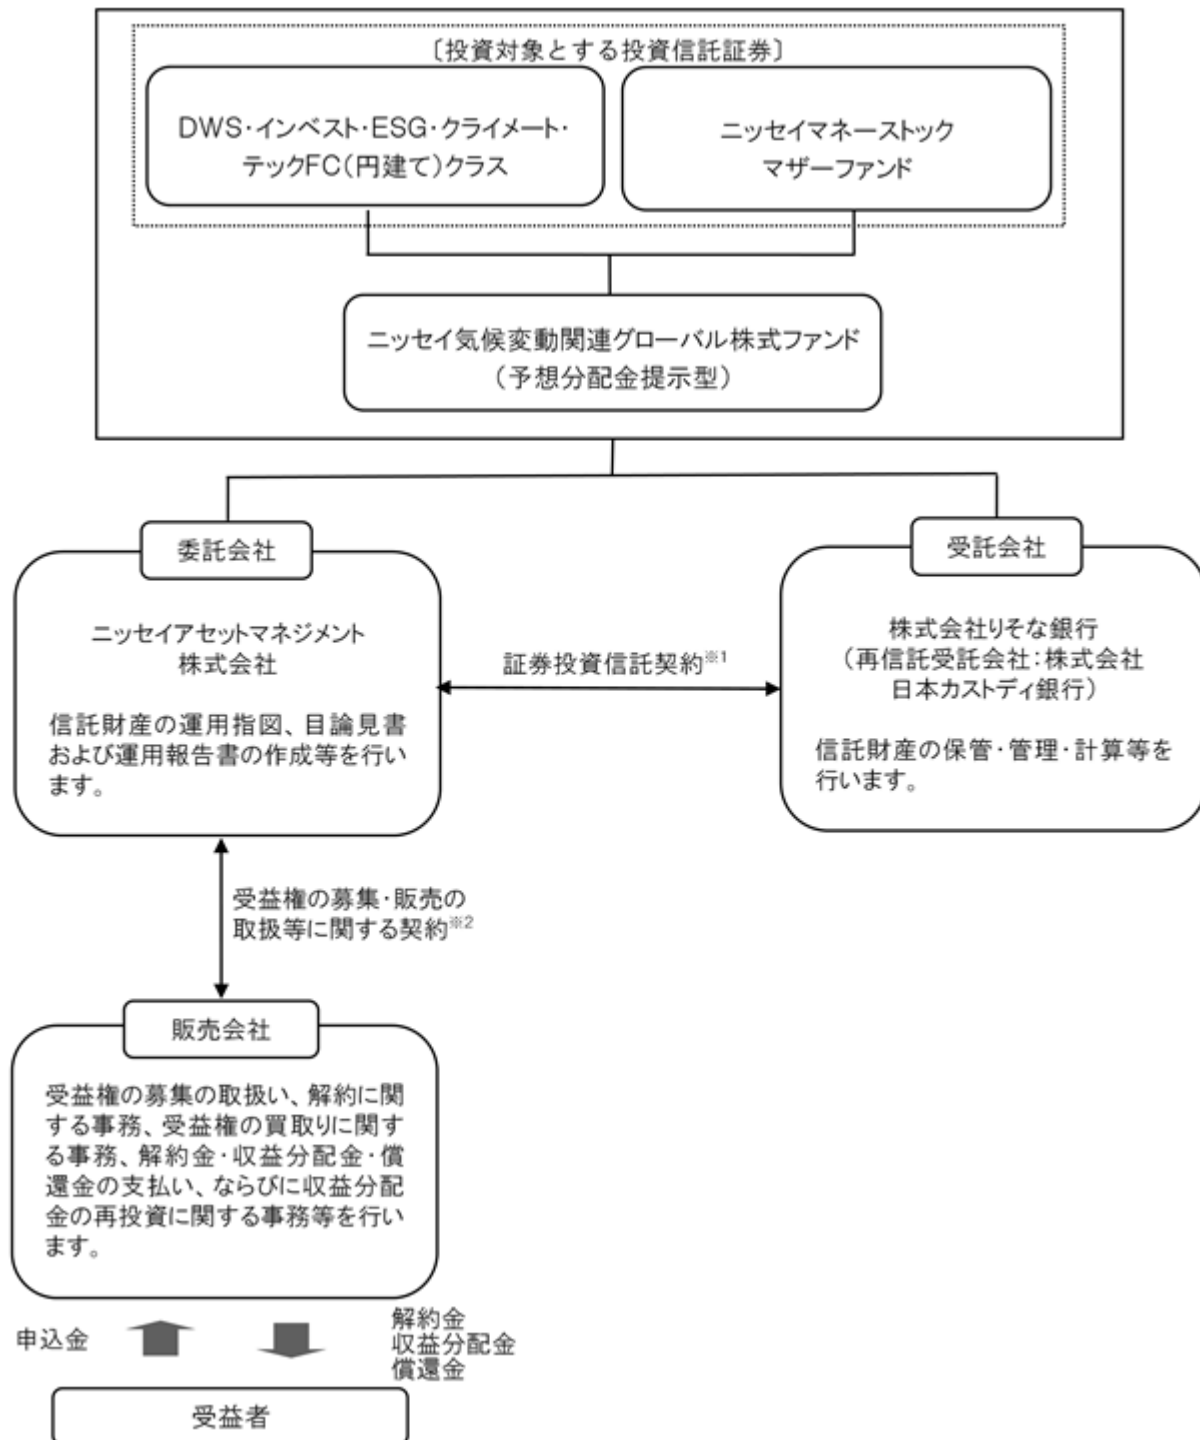 〔投資対象とする投資信託証券〕
DWS・インベスト・ESG・クライメート・
テックFC（円建て）クラス
ニッセイマネーストック
マザーファンド
ニッセイ気候変動関連グローバル株式ファンド
（予想分配金提示型）
委託会社
ニッセイアセットマネジメント
株式会社
信託財産の運用指図、目論見書
および運用報告書の作成等を行い
ます。
証券投資信託契約※1
受託会社
株式会社りそな銀行
（再信託受託会社：株式会社
日本カストディ銀行）
信託財産の保管・管理・計算等を
行います。
受益権の募集・販売の
取扱等に関する契約※2
販売会社
受益権の募集の取扱い、解約に関
する事務、受益権の買取りに関す
る事務、解約金・収益分配金・償
還金の支払い、ならびに収益分配
金の再投資に関する事務等を行い
ます。
申込金
解約金
収益分配金
償還金
受益者